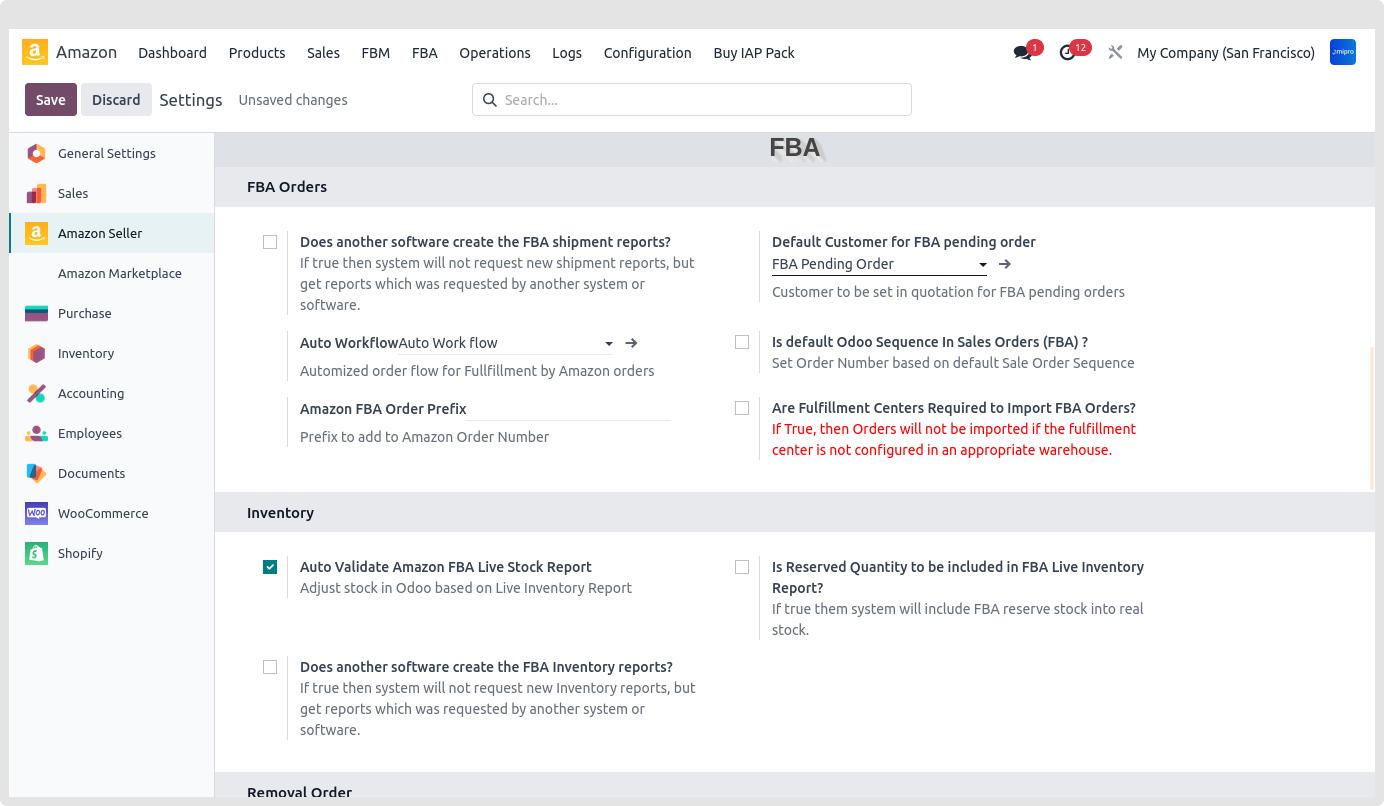 Amazon Dashboard Products Sales FBM FBA Operations Logs Configuration Buy IAP Pack 1 12 My Company (San Francisco) emipro
Save Discard Settings Unsaved changes Search...
General Settings
Sales
Amazon Seller
Amazon Marketplace
Purchase
Inventory
Accounting
Employees
Documents
WOO WooCommerce
Shopify
FBA
FBA Orders
Does another software create the FBA shipment reports?
If true then system will not request new shipment reports, but
get reports which was requested by another system or
software.
Default Customer for FBA pending order
FBA Pending Order
Customer to be set in quotation for FBA pending orders
Auto Workflow Auto Work flow
Automized order flow for Fullfillment by Amazon orders
Is default Odoo Sequence In Sales Orders (FBA) ?
Set Order Number based on default Sale Order Sequence
Amazon FBA Order Prefix
Prefix to add to Amazon Order Number
Are Fulfillment Centers Required to Import FBA Orders?
If True, then Orders will not be imported if the fulfillment
center is not configured in an appropriate warehouse.
Inventory
Auto Validate Amazon FBA Live Stock Report
Adjust stock in Odoo based on Live Inventory Report
Is Reserved Quantity to be included in FBA Live Inventory
Report?
If true them system will include FBA reserve stock into real
stock.
Does another software create the FBA Inventory reports?
If true then system will not request new Inventory reports, but
get reports which was requested by another system or
software.
Removal Order